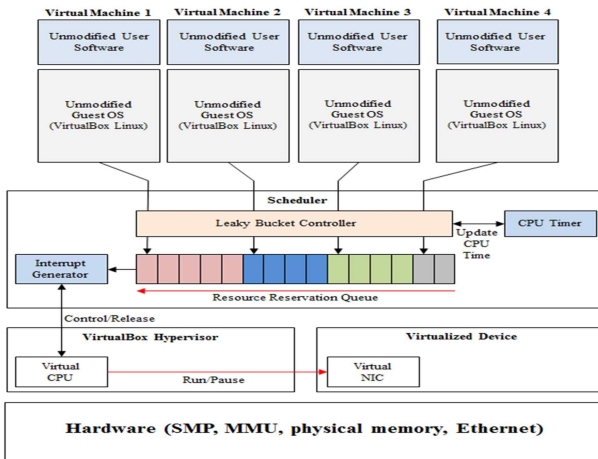 Virtual Machine 1
Virtual Machine 2
Virtual Machine 3
Virtual Machine 4
Unmodified User
Software
Unmodified User
Software
Unmodified User
Software
Unmodified User
Software
Unmodified
Guest OS
(VirtualBox Linux)
Unmodified
Guest OS
(VirtualBox Linux)
Unmodified
Guest OS
(VirtualBox Linux)
Unmodified
Guest OS
(VirtualBox Linux)
Scheduler
Leaky Bucket Controller
CPU Timer
Update
CPU
Time
Interrupt
Generator
Resource Reservation Queue
Control/Release
VirtualBox Hypervisor
Virtualized Device
Virtual
CPU
Run/Pause
Virtual
NIC
Hardware (SMP, MMU, physical memory, Ethernet)